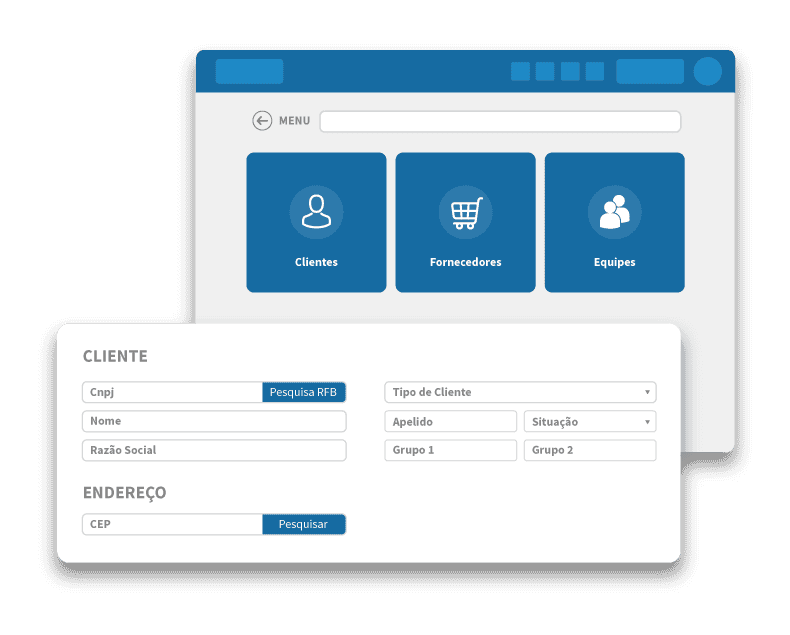 MENU
Clientes
Fornecedores
Equipes
CLIENTE
Cnpj
Pesquisa RFB
Tipo de Cliente
Nome
Apelido
Situação
Razão Social
Grupo 1
Grupo 2
ENDEREÇO
CEP
Pesquisar